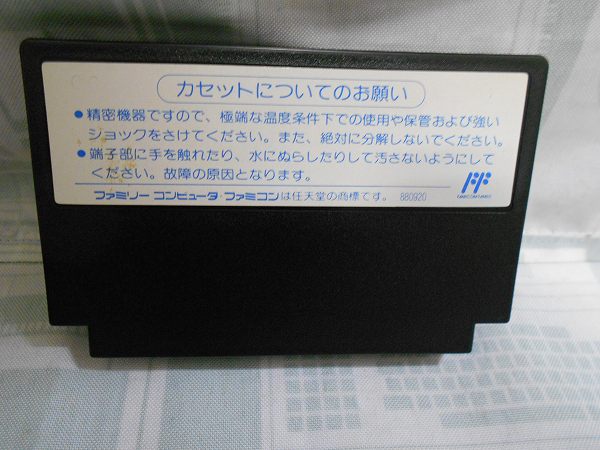 カセットについてのお願い
●精密機器ですので、極端な温度条件下での使用や保管および強い
ショックをさけてください。また、絶対に分解しないでください。
●端子部に手を触れたり、水にぬらしたりして汚さないようにして
ください。故障の原因となります。
ファミリーコンピュータ・ファミコンは任天堂の商標です。 880920
FF